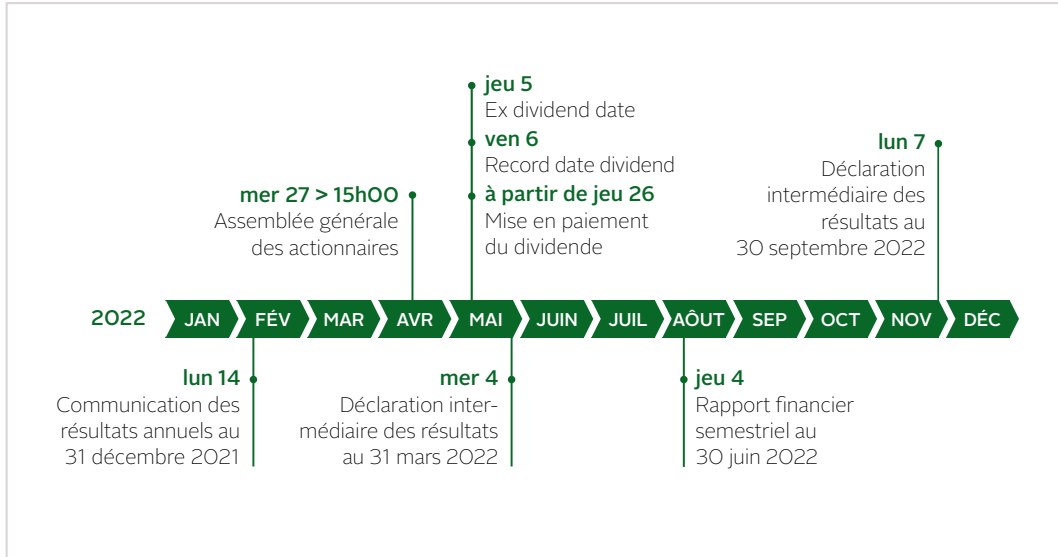 jeu 5
Ex dividend date
ven 6
Record date dividend
à partir de jeu 26
Mise en paiement
du dividende
mer 27 > 15h00
Assemblée générale
des actionnaires
lun 7
Déclaration
intermédiaire des
résultats au
30 septembre 2022
2022 JAN FÉV MAR AVR MAI JUIN JUIL AÔUT SEP OCT NOV DÉC
lun 14
Communication des
résultats annuels au
31 décembre 2021
mer 4
Déclaration inter-
médiaire des résultats
au 31 mars 2022
jeu 4
Rapport financier
semestriel au
30 juin 2022